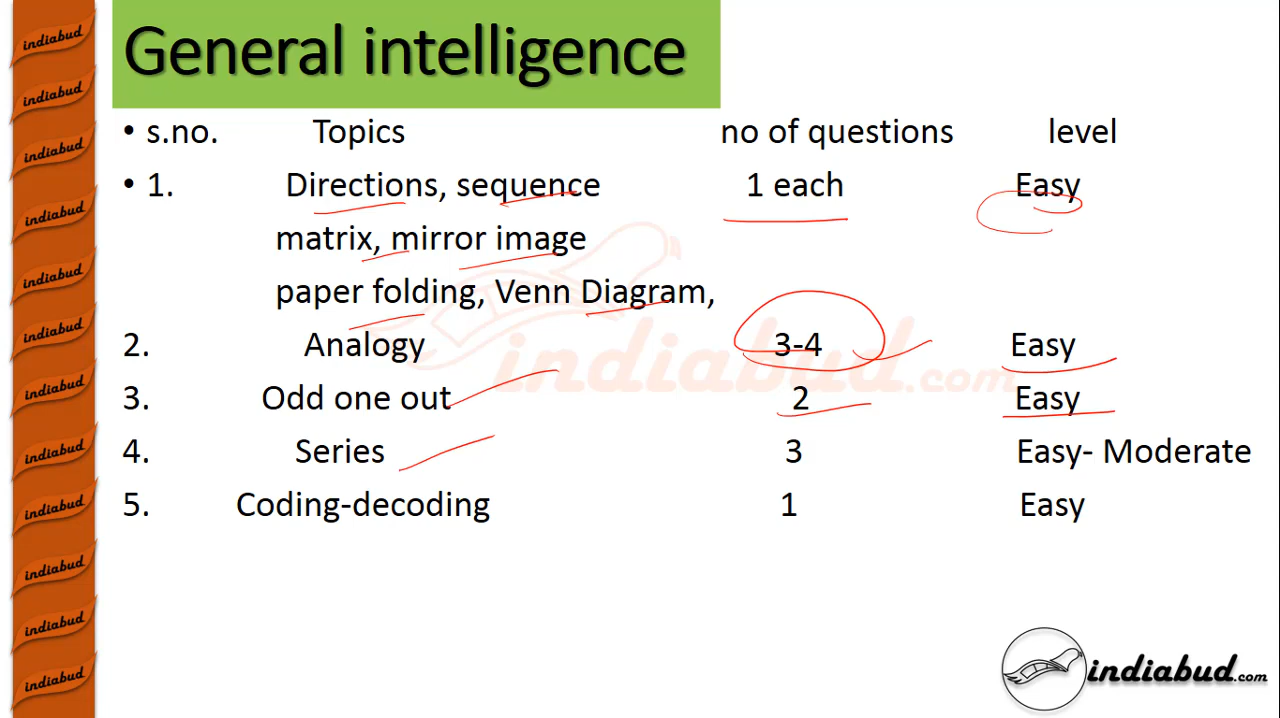 General intelligence
• s.no. Topics no of questions level
• 1. Directions, sequence 1 each Easy
matrix, mirror image
paper folding, Venn Diagram,
2. Analogy 3-4 Easy
3. Odd one out 2 Easy
4. Series 3 Easy- Moderate
5. Coding-decoding 1 Easy
indiabud.com
indiabud
indiabud
indiabud
indiabud
indiabud
indiabud
indiabud
indiabud
indiabud
indiabud
indiabud
indiabud
indiabud.com